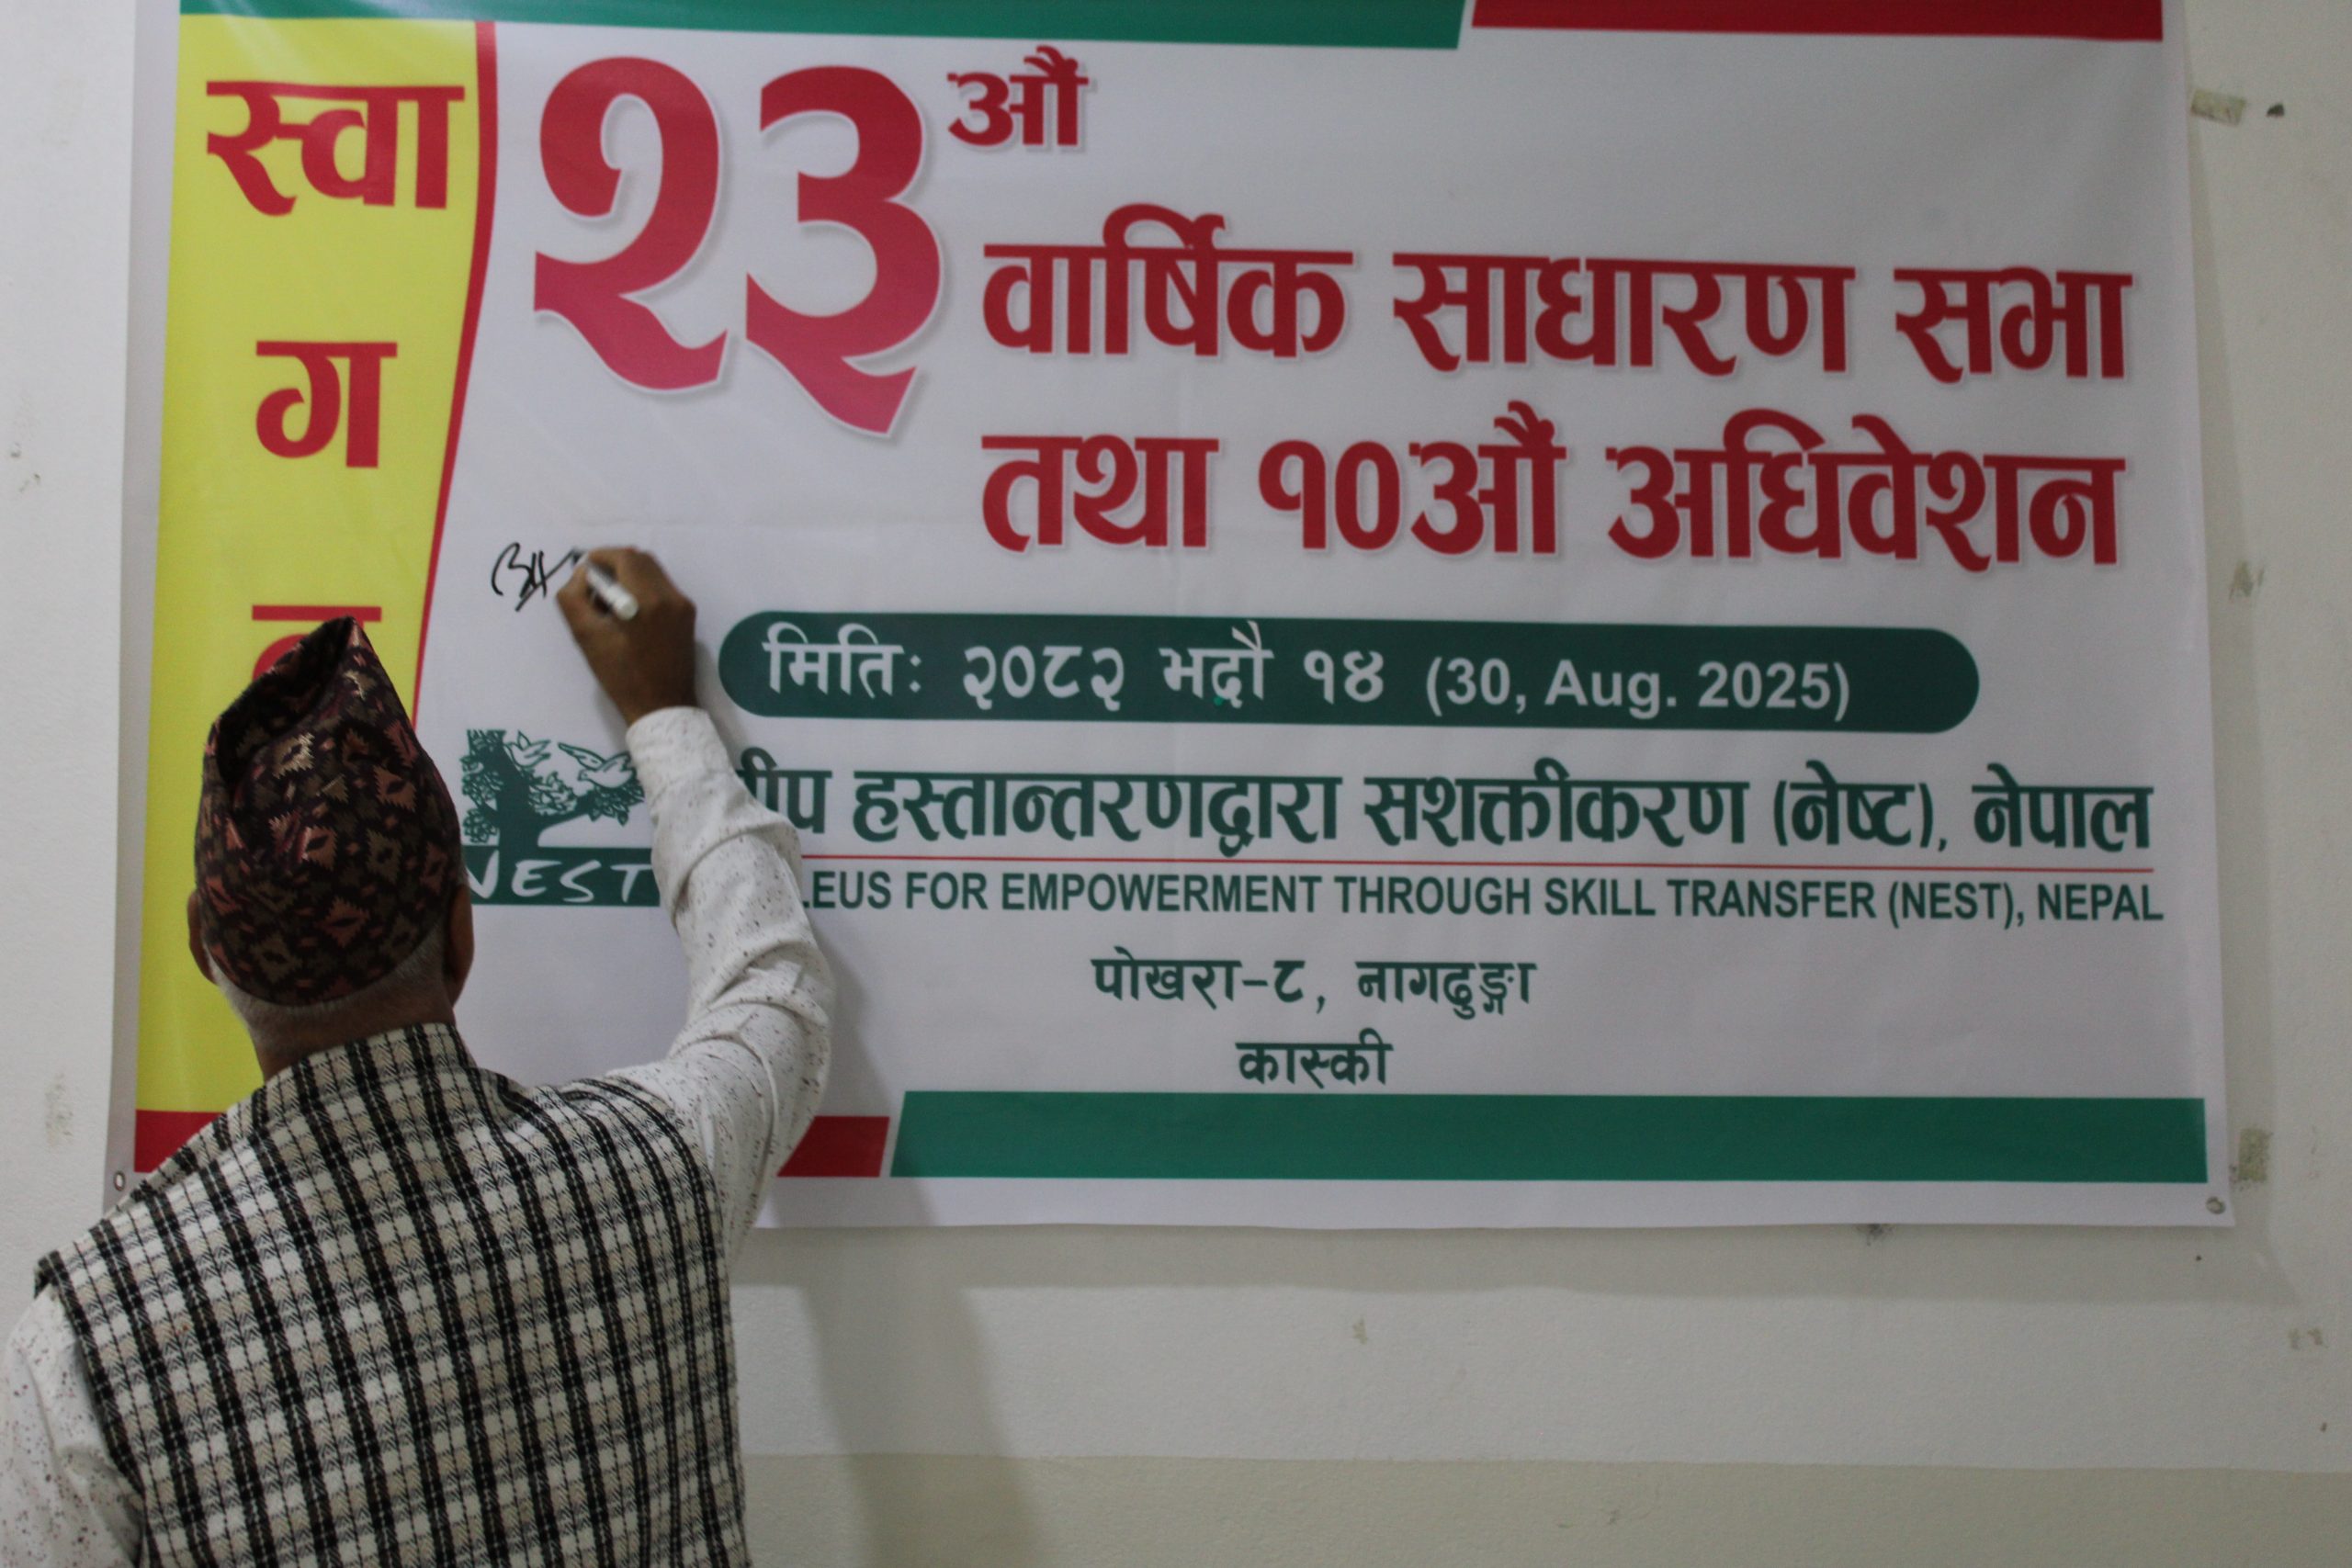 स्वा
ग
२३औं
वार्षिक साधारण सभा
तथा १०औं अधिवेशन
मितिः २०८२ भदौ १४ (30, Aug. 2025)
हस्तान्तरणद्वारा सशक्तीकरण (नेष्ट), नेपाल
NEST
FOR EMPOWERMENT THROUGH SKILL TRANSFER (NEST), NEPAL
पोखरा-८, नागढुङ्गा
कास्की